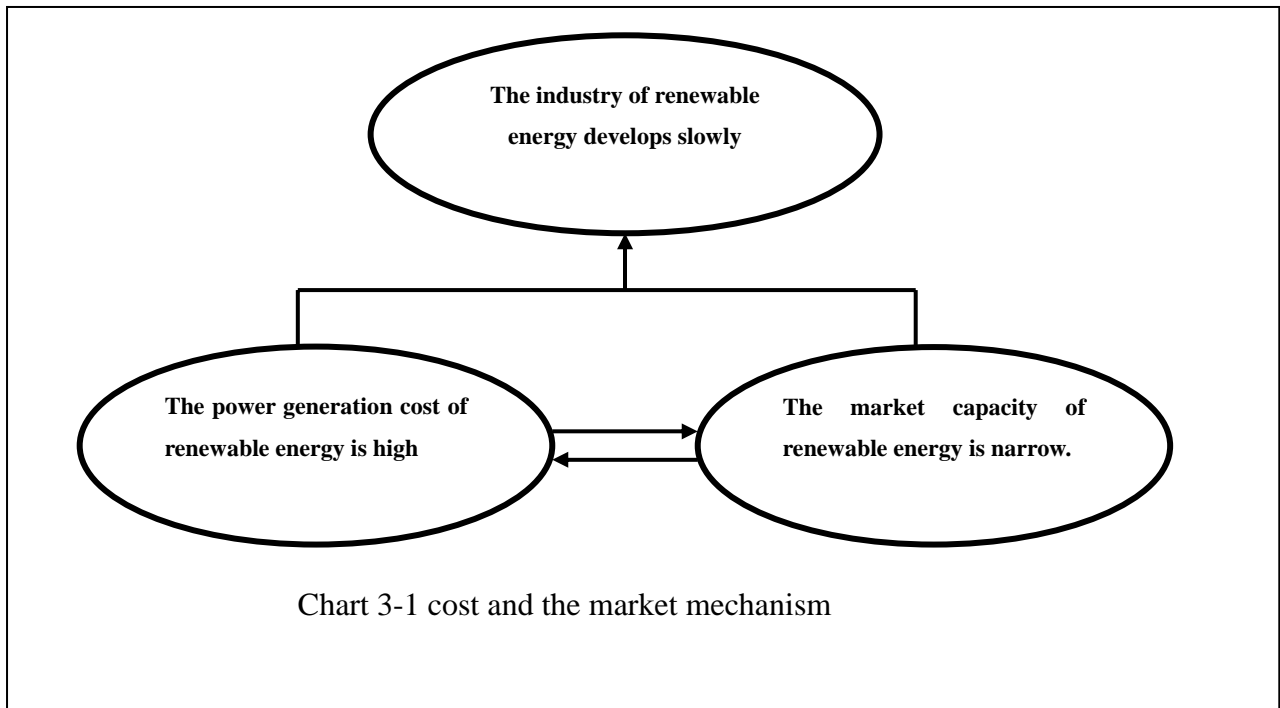 The industry of renewable
energy develops slowly
The power generation cost of
renewable energy is high
The market capacity of
renewable energy is narrow.
Chart 3-1 cost and the market mechanism